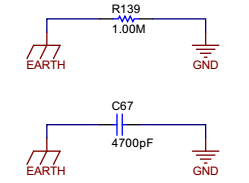 R139
1.00M
EARTH
GND
C67
4700pF
EARTH
GND